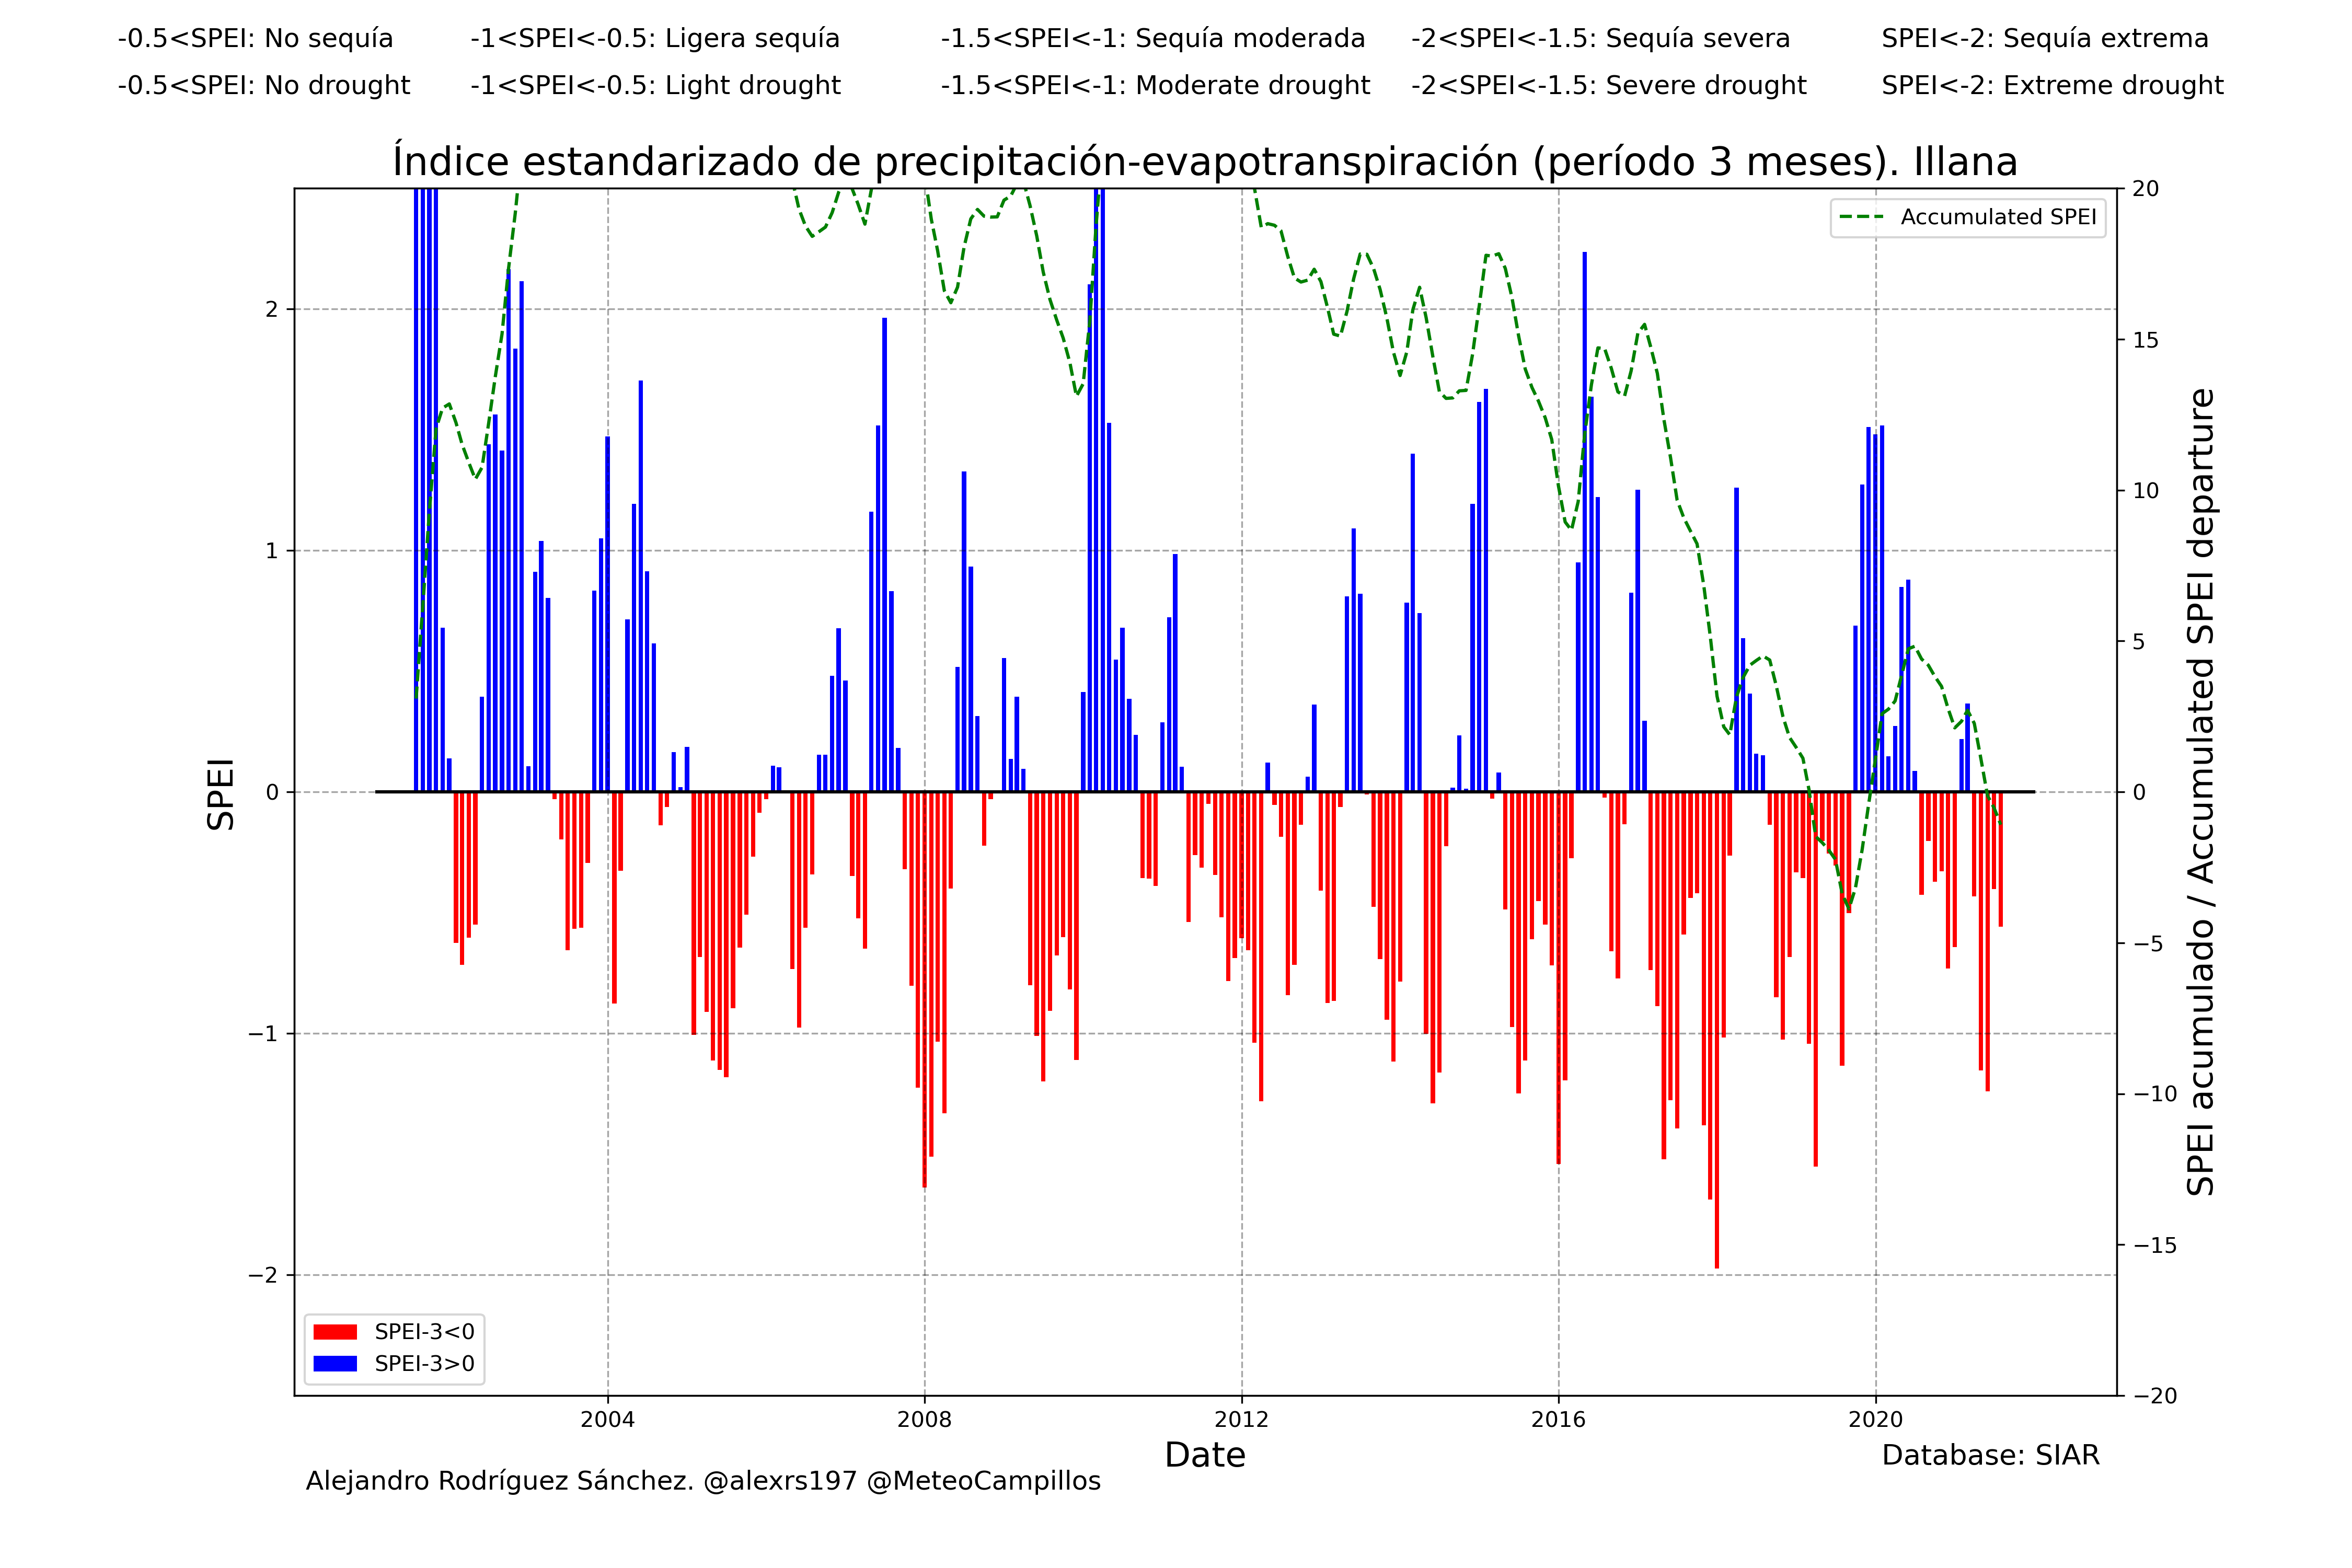 -0.5<SPEI: No sequía -1<SPEI<-0.5: Ligera sequía -1.5<SPEI<-1: Sequía moderada -2<SPEI<-1.5: Sequía severa SPEI<-2: Sequía extrema
-0.5<SPEI: No drought -1<SPEI<-0.5: Light drought -1.5<SPEI<-1: Moderate drought -2<SPEI<-1.5: Severe drought SPEI<-2: Extreme drought
Índice estandarizado de precipitación-evapotranspiración (período 3 meses). Illana
Accumulated SPEI
SPEI
2
1
0
−1
−2
20
15
10
5
0
−5
−10
−15
−20
SPEI acumulado / Accumulated SPEI departure
SPEI-3<0
SPEI-3>0
2004 2008 2012 2016 2020
Date
Database: SIAR
Alejandro Rodríguez Sánchez. @alexrs197 @MeteoCampillos